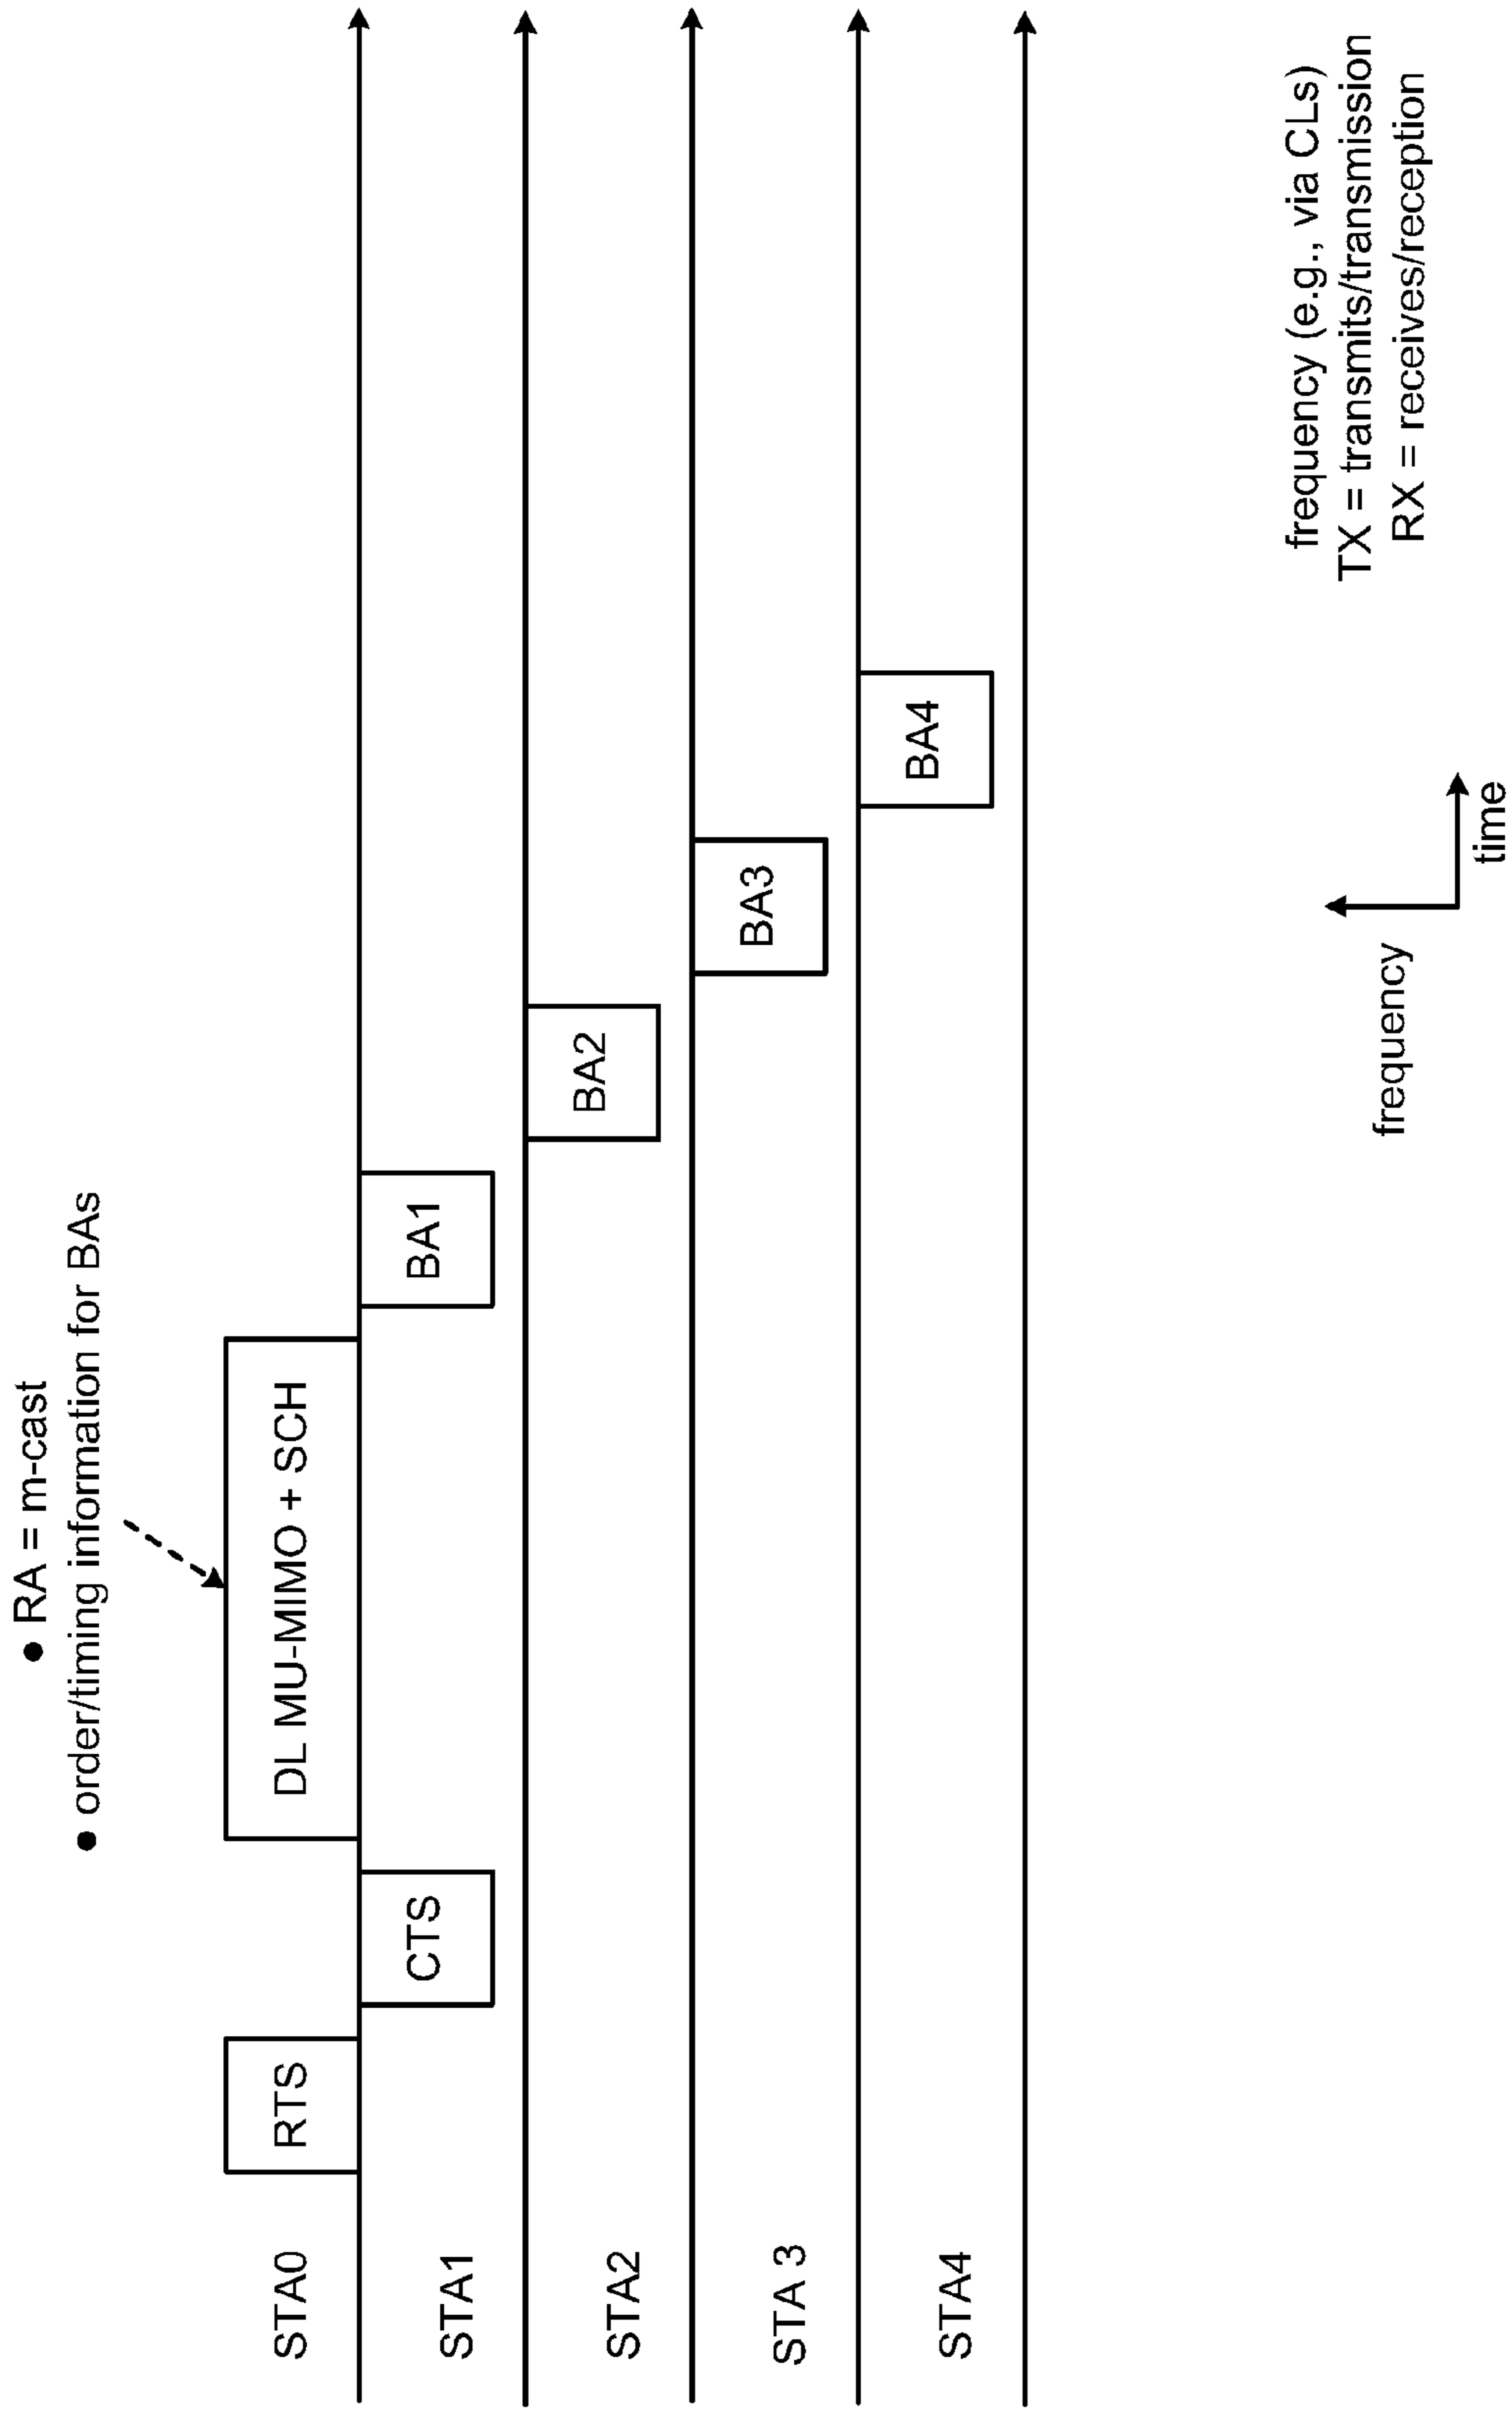 ● RA = m-cast
● order/timing information for BAs
STA0
RTS
DL MU-MIMO + SCH
STA1
CTS
BA1
STA2
BA2
STA 3
BA3
STA4
BA4
frequency
time
frequency (e.g., via CLs)
TX = transmits/transmission
RX = receives/reception